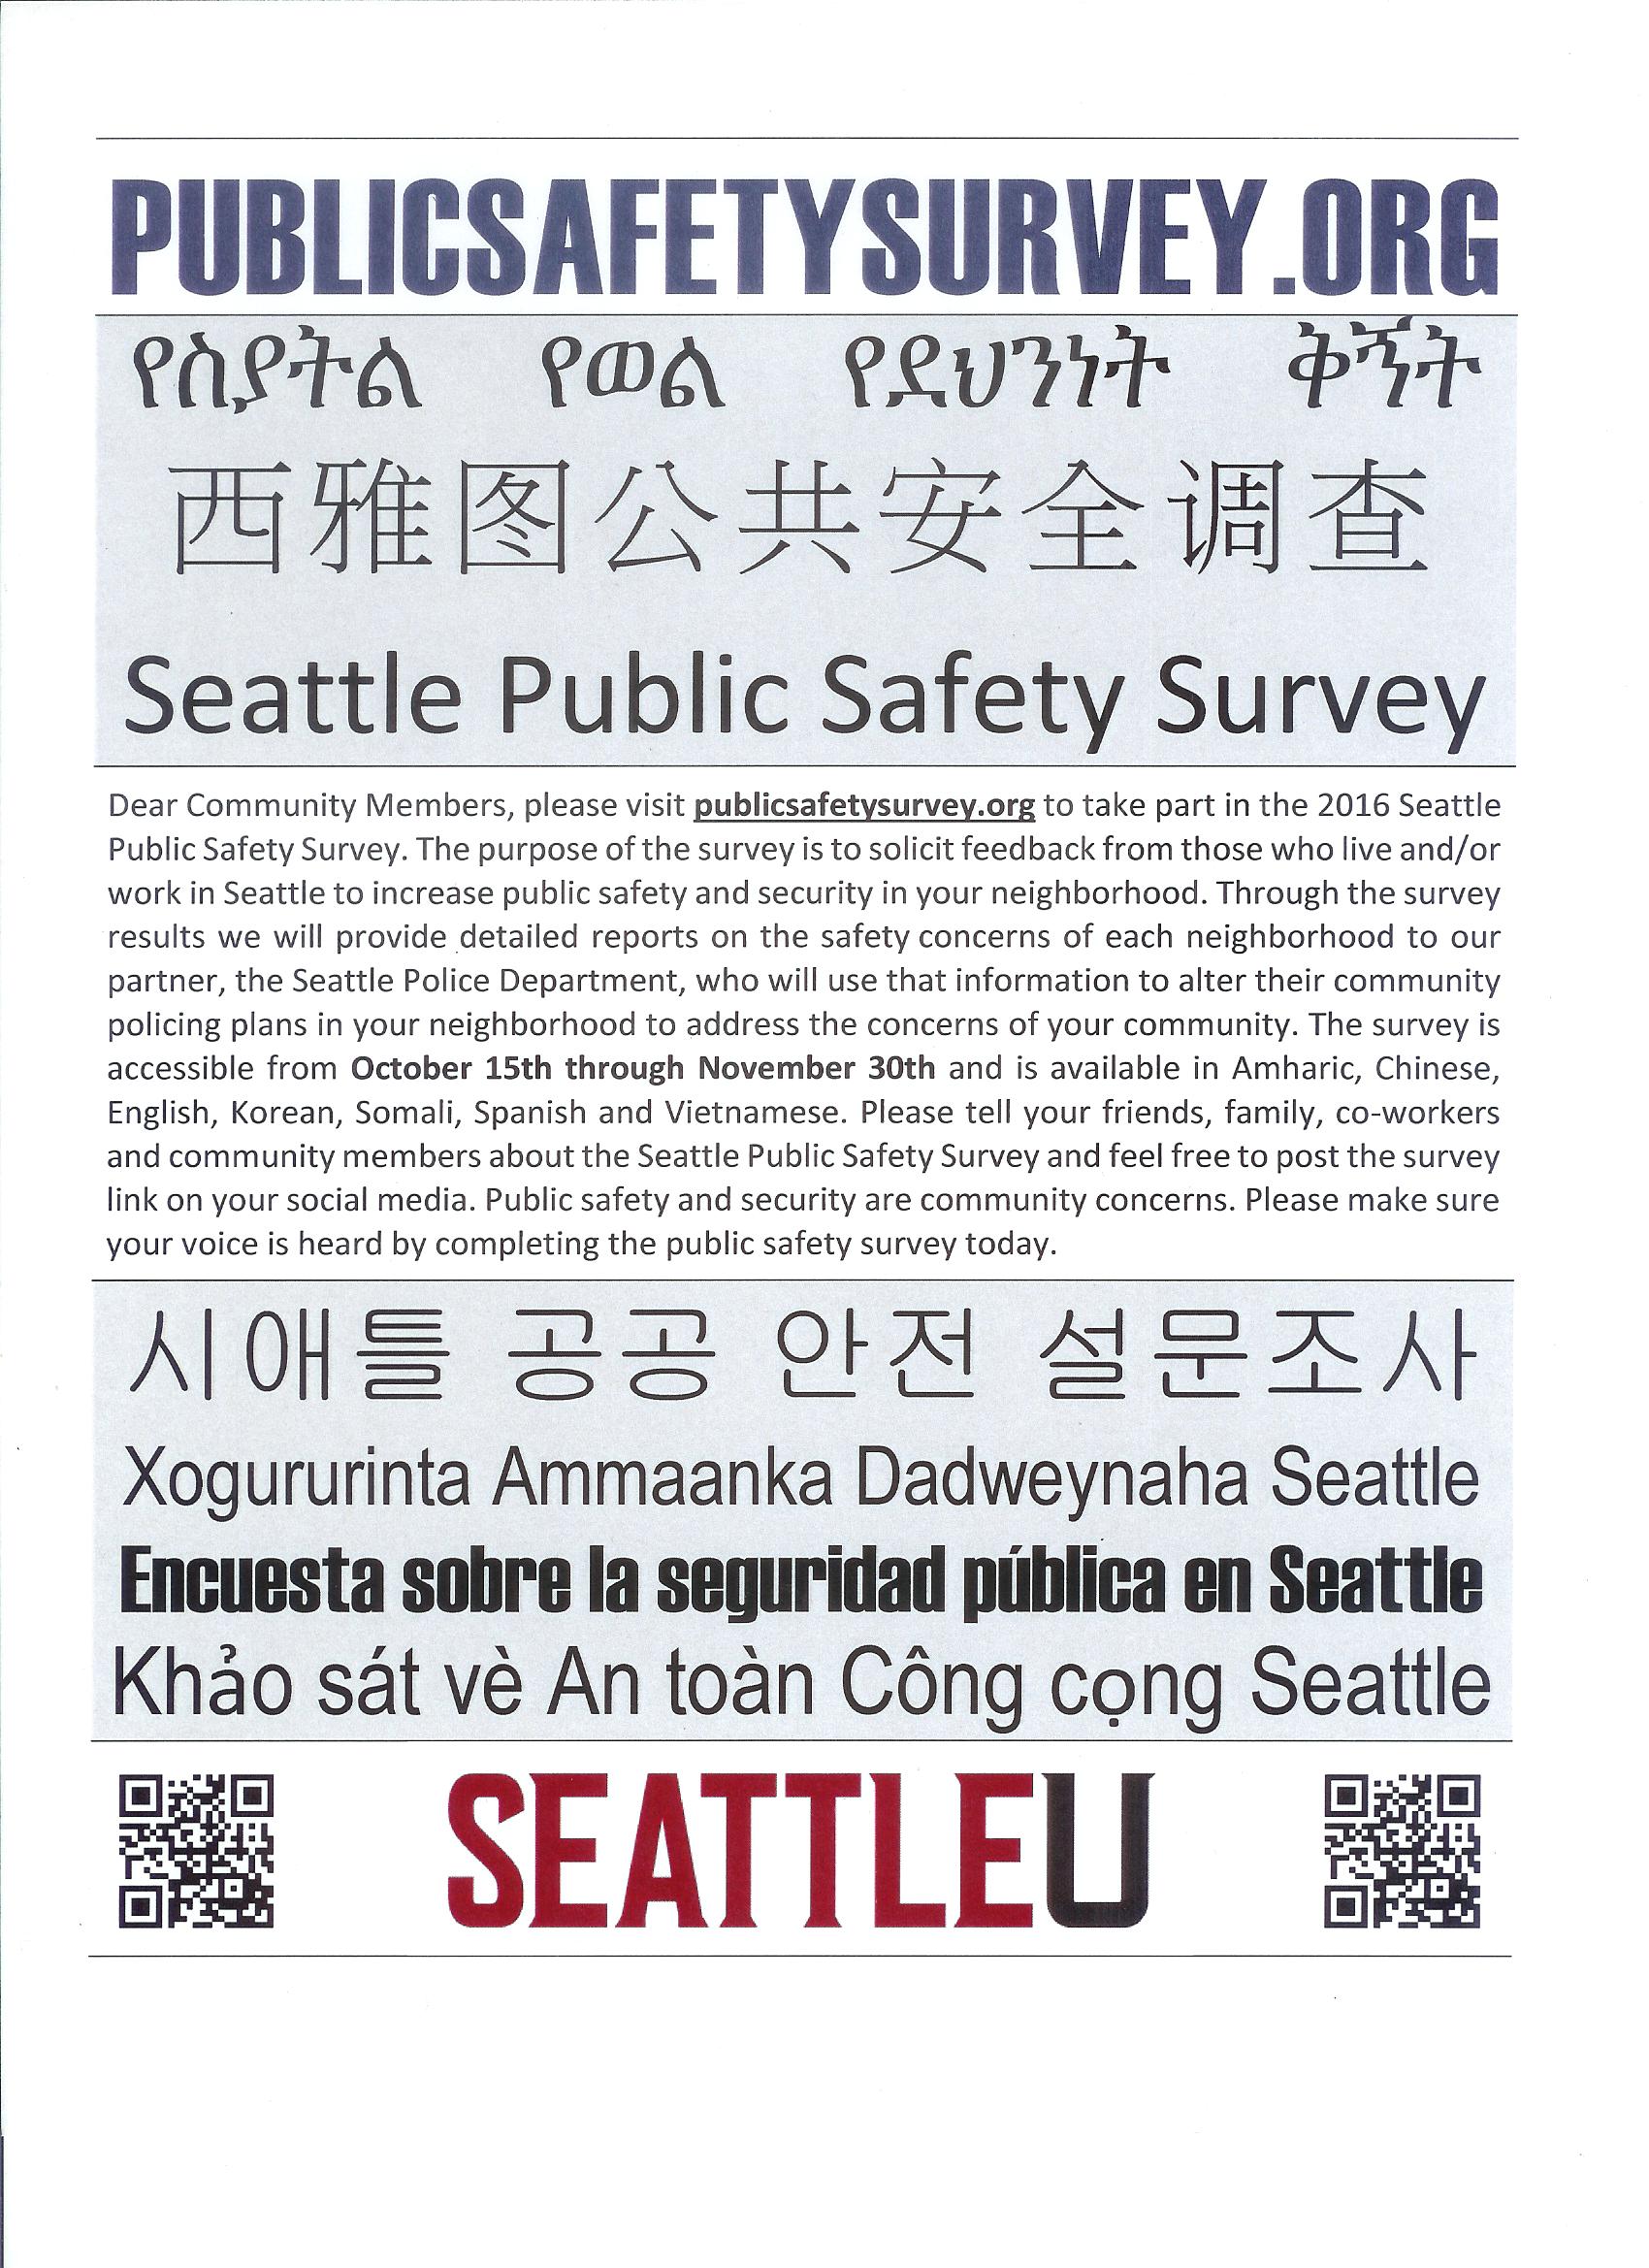 PUBLICSAFETYSURVEY.ORG
የስያትል የወል የደህንነት ቅኝት
西雅图公共安全调查
Seattle Public Safety Survey
Dear Community Members, please visit publicsafetysurvey.org to take part in the 2016 Seattle
Public Safety Survey. The purpose of the survey is to solicit feedback from those who live and/or
work in Seattle to increase public safety and security in your neighborhood. Through the survey
results we will provide detailed reports on the safety concerns of each neighborhood to our
partner, the Seattle Police Department, who will use that information to alter their community
policing plans in your neighborhood to address the concerns of your community. The survey is
accessible from October 15th through November 30th and is available in Amharic, Chinese,
English, Korean, Somali, Spanish and Vietnamese. Please tell your friends, family, co-workers
and community members about the Seattle Public Safety Survey and feel free to post the survey
link on your social media. Public safety and security are community concerns. Please make sure
your voice is heard by completing the public safety survey today.
시애틀 공공 안전 설문조사
Xogururinta Ammaanka Dadweynaha Seattle
Encuesta sobre la seguridad pública en Seattle
Khảo sát vè An toàn Công cọng Seattle
SEATTLEU